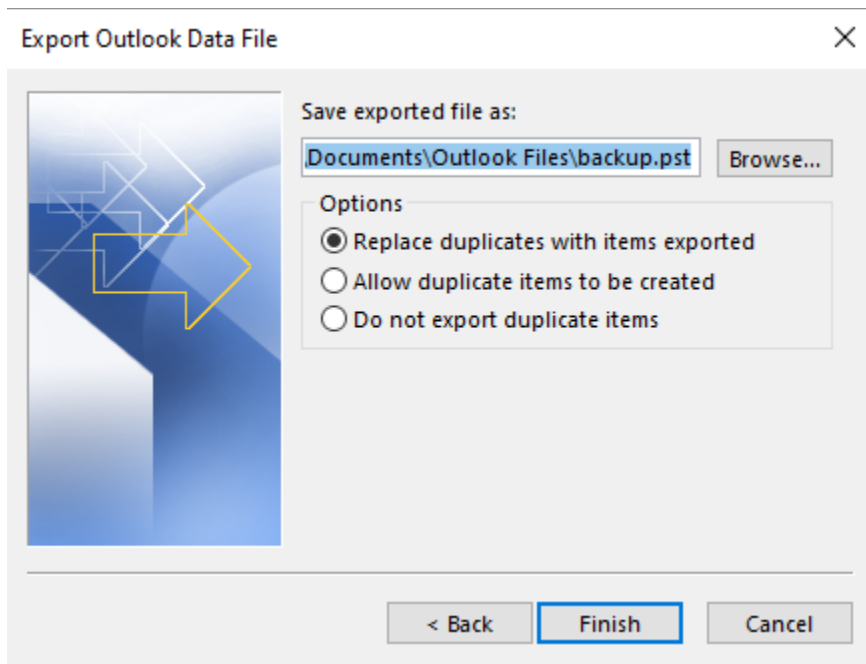 Export Outlook Data File
Save exported file as:
\Documents\Outlook Files\backup.pst
Browse...
Options
Replace duplicates with items exported
Allow duplicate items to be created
Do not export duplicate items
< Back
Finish
Cancel